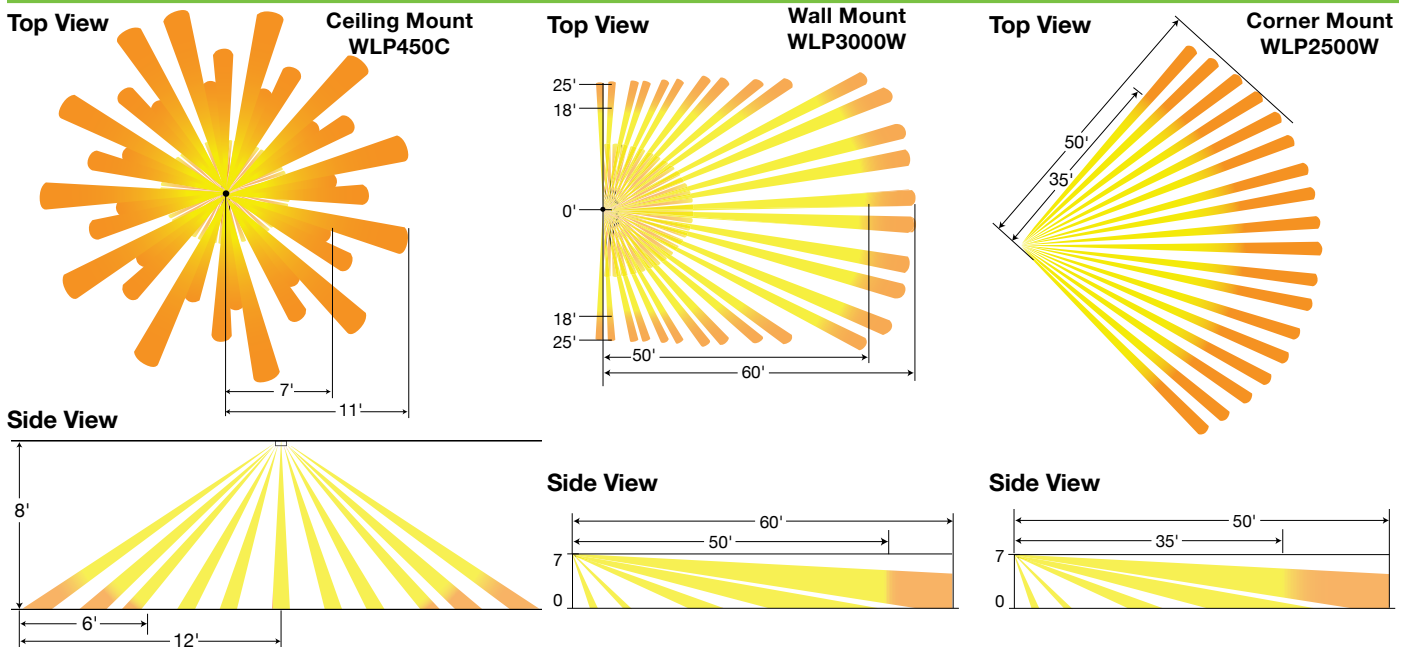 Top View
Ceiling Mount
WLP450C
7'
11'
Side View
8'
6'
12'
Top View
Wall Mount
WLP3000W
25'
18'
0'
18'
25'
50'
60'
Side View
60'
50'
7
0
Top View
Corner Mount
WLP2500W
50'
35'
Side View
50'
35'
7
0